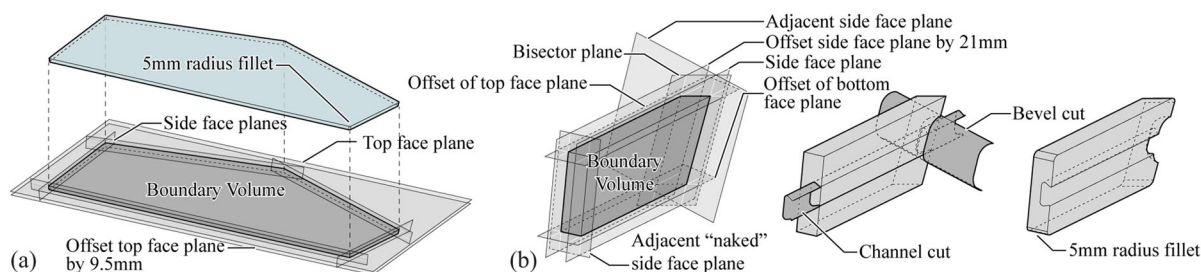 5mm radius fillet
Side face planes
Top face plane
Boundary Volume
Offset top face plane
by 9.5mm
(a)
Adjacent side face plane
Offset side face plane by 21mm
Bisector plane
Side face plane
Offset of top face plane
Offset of bottom
face plane
Boundary
Volume
Adjacent “naked”
side face plane
(b)
Bevel cut
Channel cut
5mm radius fillet